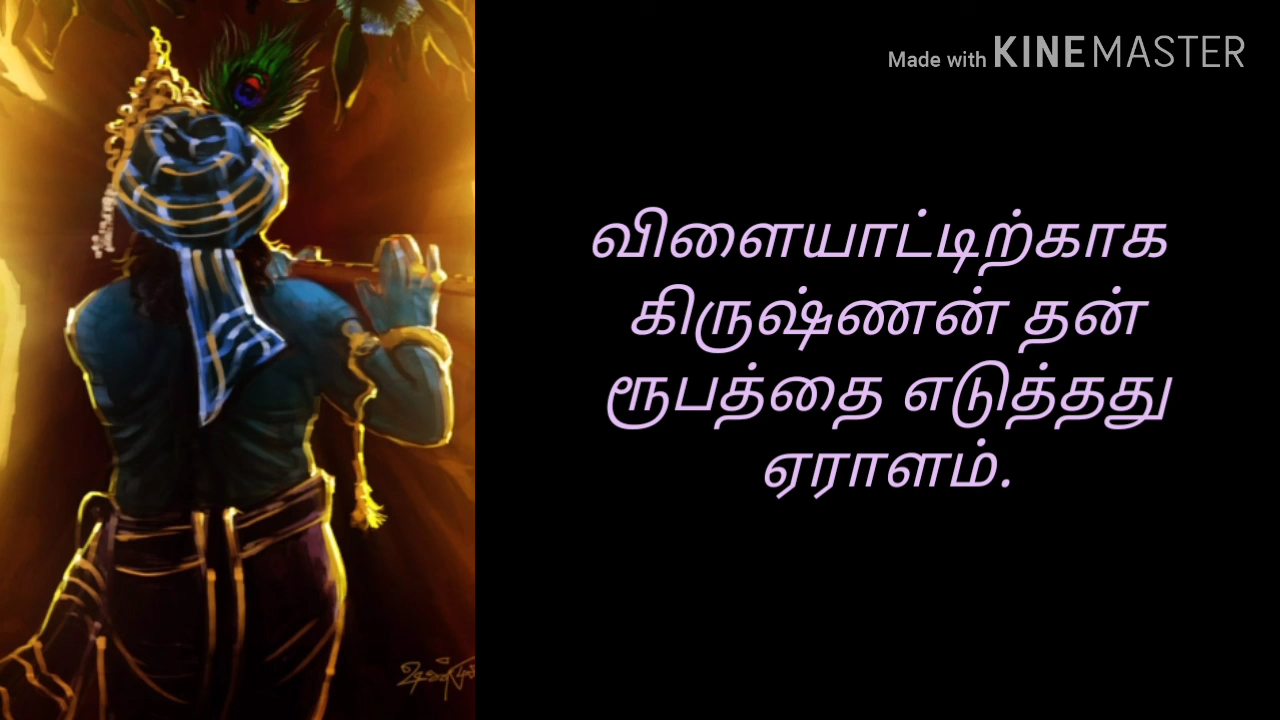 Made with KINEMASTER
விளையாட்டிற்காக
கிருஷ்ணன் தன்
ரூபத்தை எடுத்தது
ஏராளம்.